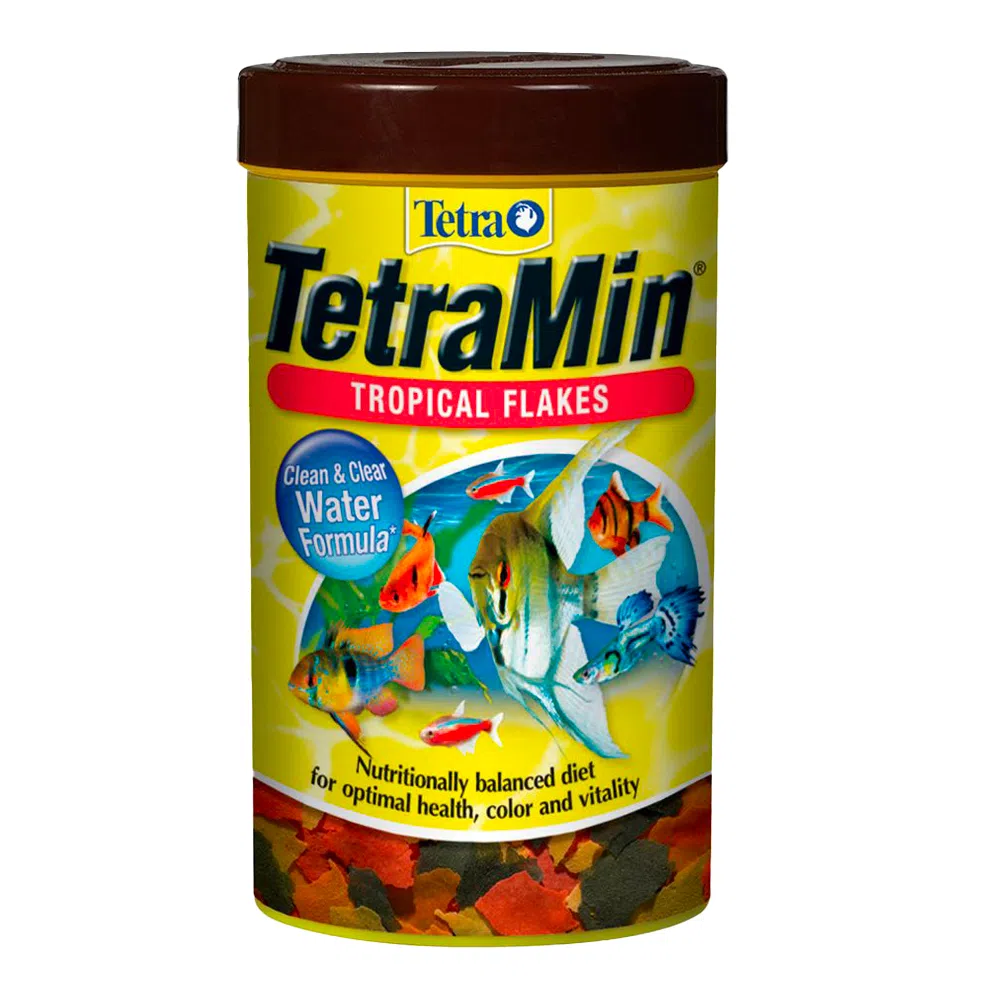 Tetra
TetraMin®
TROPICAL FLAKES
Clean & Clear
Water
Formula*
Nutritionally balanced diet
for optimal health, color and vitality